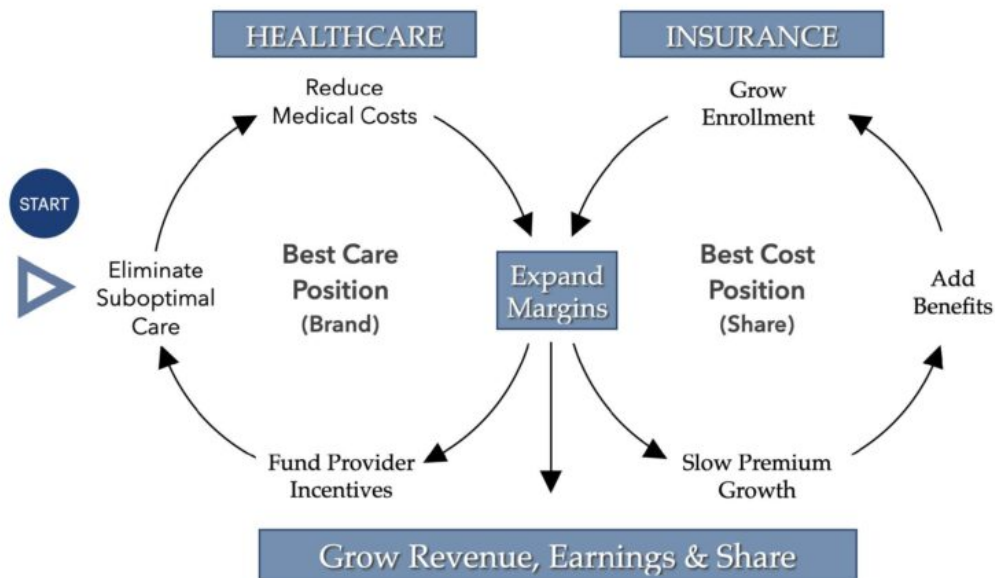 HEALTHCARE
INSURANCE
Reduce
Medical Costs
Grow
Enrollment
START
Eliminate
Suboptimal
Care
Best Care
Position
(Brand)
Expand
Margins
Best Cost
Position
(Share)
Add
Benefits
Fund Provider
Incentives
Slow Premium
Growth
Grow Revenue, Earnings & Share